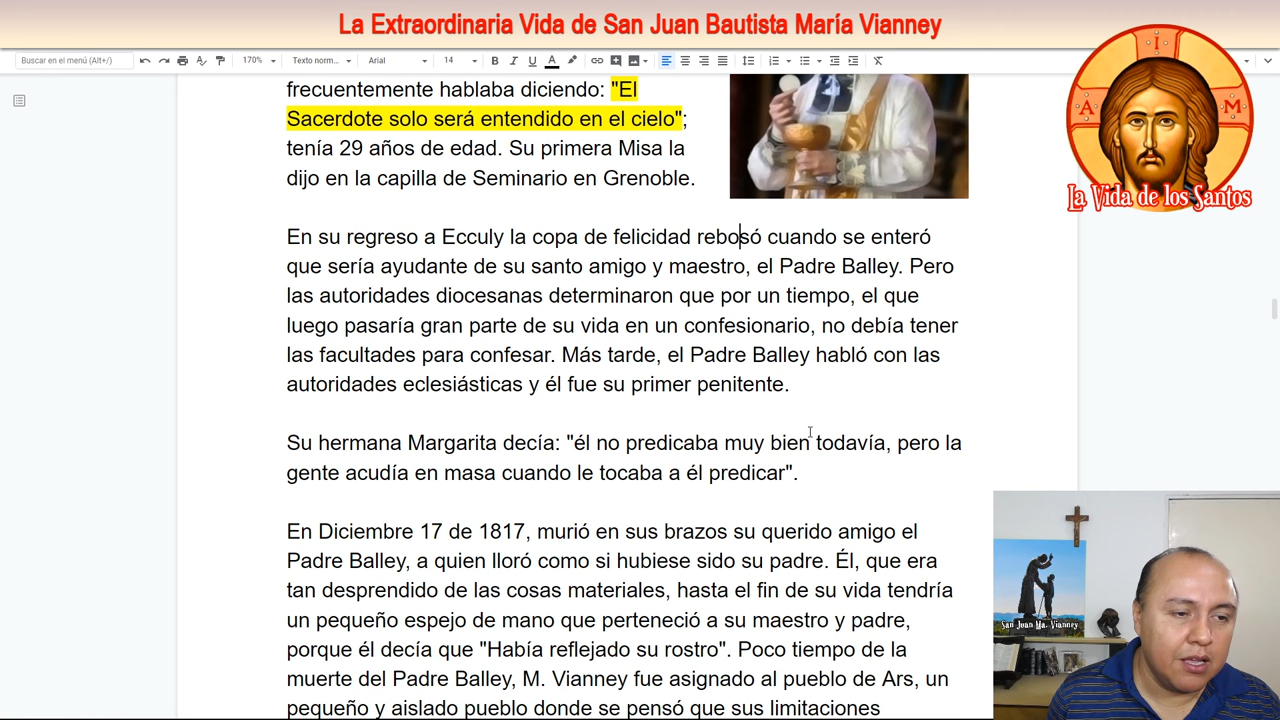 La Extraordinaria Vida de San Juan Bautista María Vianney
Buscar en el menú (Alt+/)
170%
Texto norm...
Arial
14
B
I
U
A
frecuentemente hablaba diciendo: "El
Sacerdote solo será entendido en el cielo";
tenía 29 años de edad. Su primera Misa la
dijo en la capilla de Seminario en Grenoble.
I
A
M
La Vida de los Santos
En su regreso a Ecculy la copa de felicidad rebosó cuando se enteró
que sería ayudante de su santo amigo y maestro, el Padre Balley. Pero
las autoridades diocesanas determinaron que por un tiempo, el que
luego pasaría gran parte de su vida en un confesionario, no debía tener
las facultades para confesar. Más tarde, el Padre Balley habló con las
autoridades eclesiásticas y él fue su primer penitente.
Su hermana Margarita decía: "él no predicaba muy bien todavía, pero la
gente acudía en masa cuando le tocaba a él predicar".
En Diciembre 17 de 1817, murió en sus brazos su querido amigo el
Padre Balley, a quien lloró como si hubiese sido su padre. Él, que era
tan desprendido de las cosas materiales, hasta el fin de su vida tendría
un pequeño espejo de mano que perteneció a su maestro y padre,
porque él decía que "Había reflejado su rostro". Poco tiempo de la
muerte del Padre Balley, M. Vianney fue asignado al pueblo de Ars, un
pequeño y aislado pueblo donde se pensó que sus limitaciones
San Juan Ma. Vianney